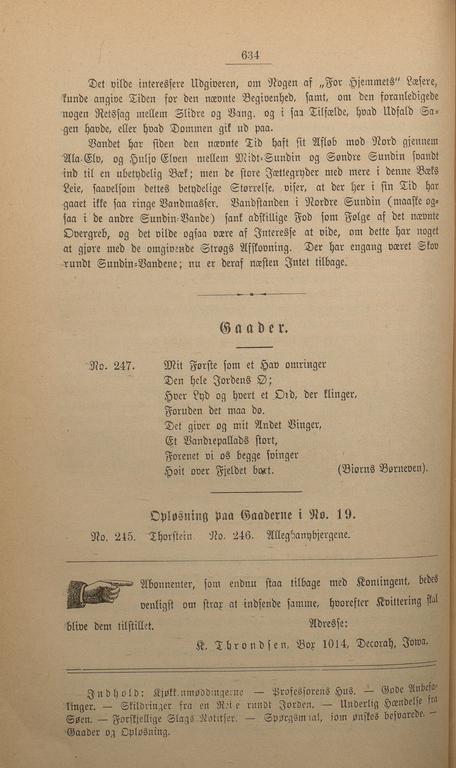 634
Det vilde interessere Udgiveren, om Nogen af „For Hjemmets“ Læsere,
kunde angive Tiden for den nævnte Begivenhed, samt, om den foranledigede
nogen Retssag mellem Slidre og Vang, og i saa Tilfælde, hvad Udfald Sa-
gen havde, eller hvad Dommen gik ud paa.
Vandet har siden den nævnte Tid haft sit Afløb mod Nord gjennem
Ala-Elv, og Huljo Elven mellem Midt-Sundin og Søndre Sundin svandt
ind til en ubetydelig Bæk; men de store Jættegryder med mere i denne Bæks
Leie, saavelsom dettes betydelige Størrelse, viser, at der her i sin Tid har
gaaet ikke saa ringe Vandmasser. Vandstanden i Nordre Sundin (maaske og-
saa i de andre Sundin-Vande) sank adskillige Fod som Følge af det nævnte
Overgreb, og det vilde ogsaa være af Interesse at vide, om dette har noget
at gjøre med de omgivende Strøgs Afskovning. Der har engang været Skov
rundt Sundin-Vandene; nu er deraf næsten Intet tilbage.
Gaader.
No. 247. Mit Første som et Hav omringer
Den hele Jordens Ø;
Hver Lyd og hvert et Ord, der klinger,
Foruden det maa dø.
Det giver og mit Andet Vinger,
Et Vandrepallads stort,
Forenet vi os begge svinger
Høit over Fjeldet bort. (Biørns Børneven).
Opløsning paa Gaaderne i No. 19.
No. 245. Thorstein. No. 246. Alleghanybjergene.
Abonnenter, som endnu staa tilbage med Kontingent, bedes
venligst om strax at indsende samme, hvorefter Kvittering skal
blive dem tilstillet. Adresse:
K. Throndsen, Box 1014, Decorah, Iowa.
Indhold: Kjøkkenmøddingerne — Professorens Hus. — Gode Anbefa-
linger. — Skildringer fra en Reise rundt Jorden. — Underlig Hændelse fra
Søen. — Forskjellige Slags Notitser. — Spørgsmaal, som ønskes besvarede. —
Gaader og Opløsning.